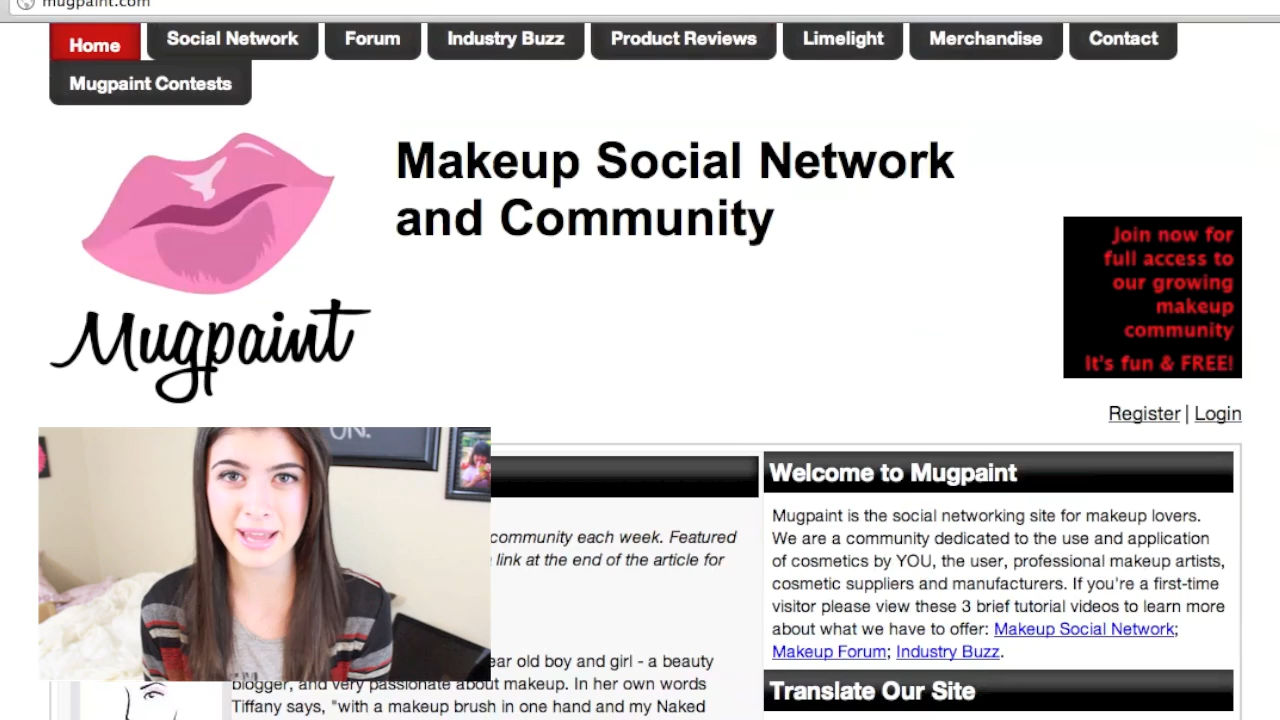 mugpaint.com
Home
Social Network
Forum
Industry Buzz
Product Reviews
Limelight
Merchandise
Contact
Mugpaint Contests
Mugpaint
Makeup Social Network
and Community
Join now for
full access to
our growing
makeup
community
It's fun & FREE!
Register | Login
ON.
community each week. Featured
link at the end of the article for
ear old boy and girl - a beauty
blogger, and very passionate about makeup. In her own words
Tiffany says, "with a makeup brush in one hand and my Naked
Welcome to Mugpaint
Mugpaint is the social networking site for makeup lovers.
We are a community dedicated to the use and application
of cosmetics by YOU, the user, professional makeup artists,
cosmetic suppliers and manufacturers. If you're a first-time
visitor please view these 3 brief tutorial videos to learn more
about what we have to offer: Makeup Social Network;
Makeup Forum; Industry Buzz.
Translate Our Site